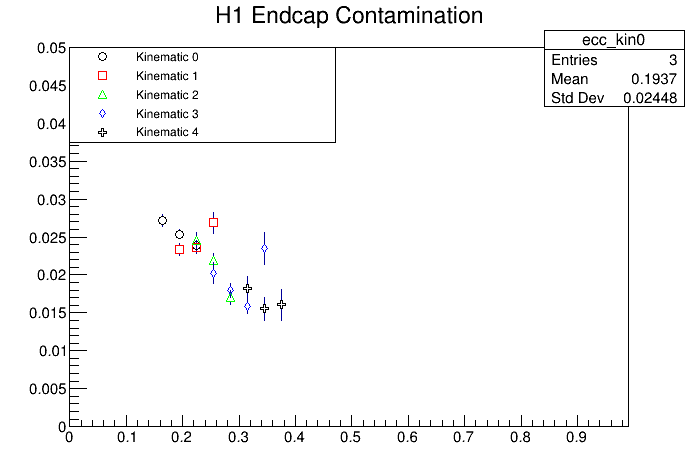 H1 Endcap Contamination
ecc_kin0
Entries 3
Mean 0.1937
Std Dev 0.02448
Kinematic 0
Kinematic 1
Kinematic 2
Kinematic 3
Kinematic 4
0.05
0.045
0.04
0.035
0.03
0.025
0.02
0.015
0.01
0.005
0
0 0.1 0.2 0.3 0.4 0.5 0.6 0.7 0.8 0.9